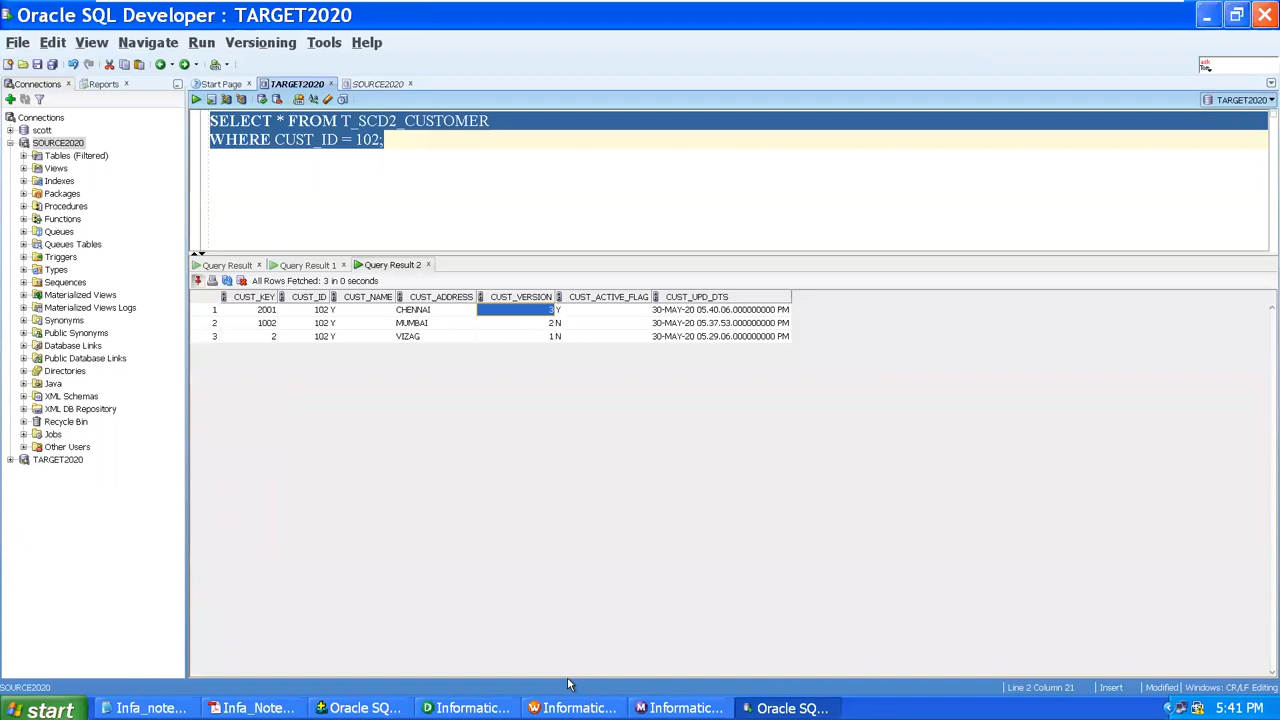 Oracle SQL Developer : TARGET2020
File Edit View Navigate Run Versioning Tools Help
Connections Reports Start Page TARGET2020 SOURCE2020
TARGET2020
Connections
scott
SOURCE2020
Tables (Filtered)
Views
Indexes
Packages
Procedures
Functions
Queues
Queues Tables
Triggers
Types
Sequences
Materialized Views
Materialized Views Logs
Synonyms
Public Synonyms
Database Links
Public Database Links
Directories
Java
XML Schemas
XML DB Repository
Recycle Bin
Jobs
Other Users
TARGET2020
SELECT * FROM T_SCD2_CUSTOMER
WHERE CUST_ID = 102;
Query Result Query Result 1 Query Result 2
All Rows Fetched: 3 in 0 seconds
CUST_KEY CUST_ID CUST_NAME CUST_ADDRESS CUST_VERSION CUST_ACTIVE_FLAG CUST_UPD_DTS
1 2001 102 Y CHENNAI 3 Y 30-MAY-20 05.40.06.000000000 PM
2 1002 102 Y MUMBAI 2 N 30-MAY-20 05.37.53.000000000 PM
3 2 102 Y VIZAG 1 N 30-MAY-20 05.29.06.000000000 PM
SOURCE2020 Line 2 Column 21 Insert Modified Windows: CR/LF Editing
start Infa_note... Infa_Note... Oracle SQ... Informatic... Informatic... Informatic... Oracle SQ... 5:41 PM